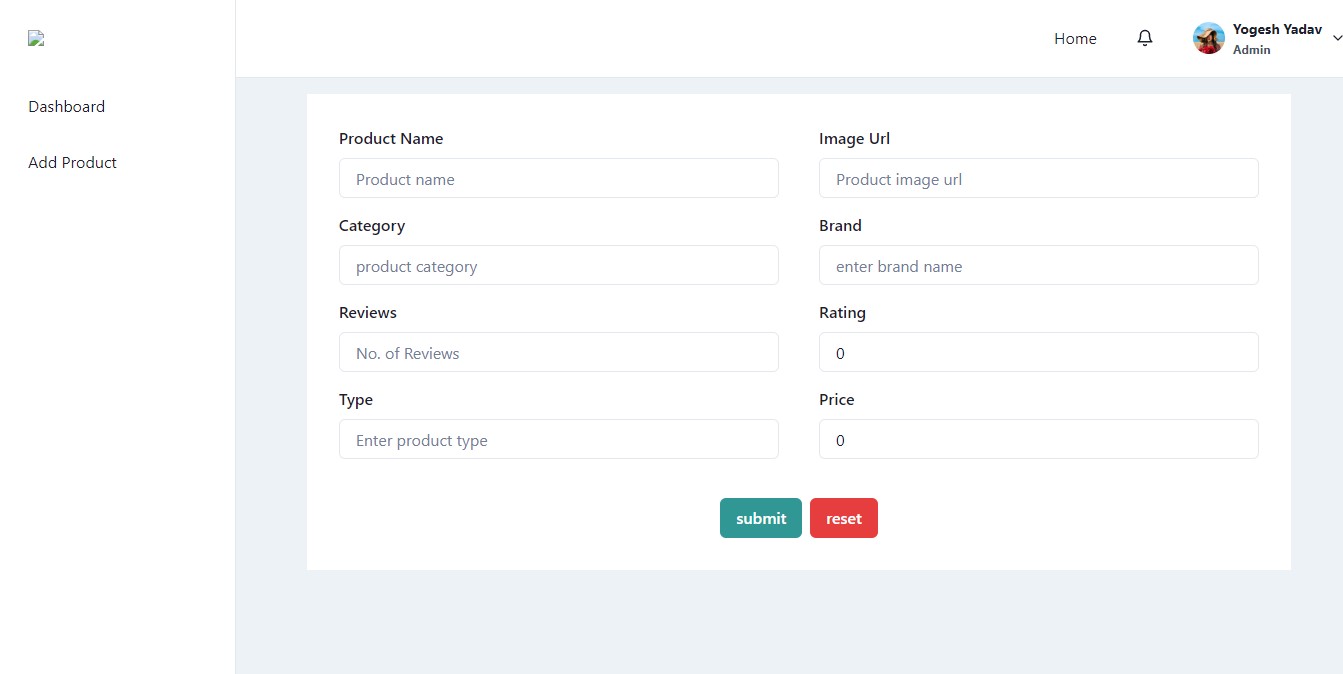 Home
Yogesh Yadav
Admin
Dashboard
Add Product
Product Name
Product name
Image Url
Product image url
Category
product category
Brand
enter brand name
Reviews
No. of Reviews
Rating
0
Type
Enter product type
Price
0
submit
reset